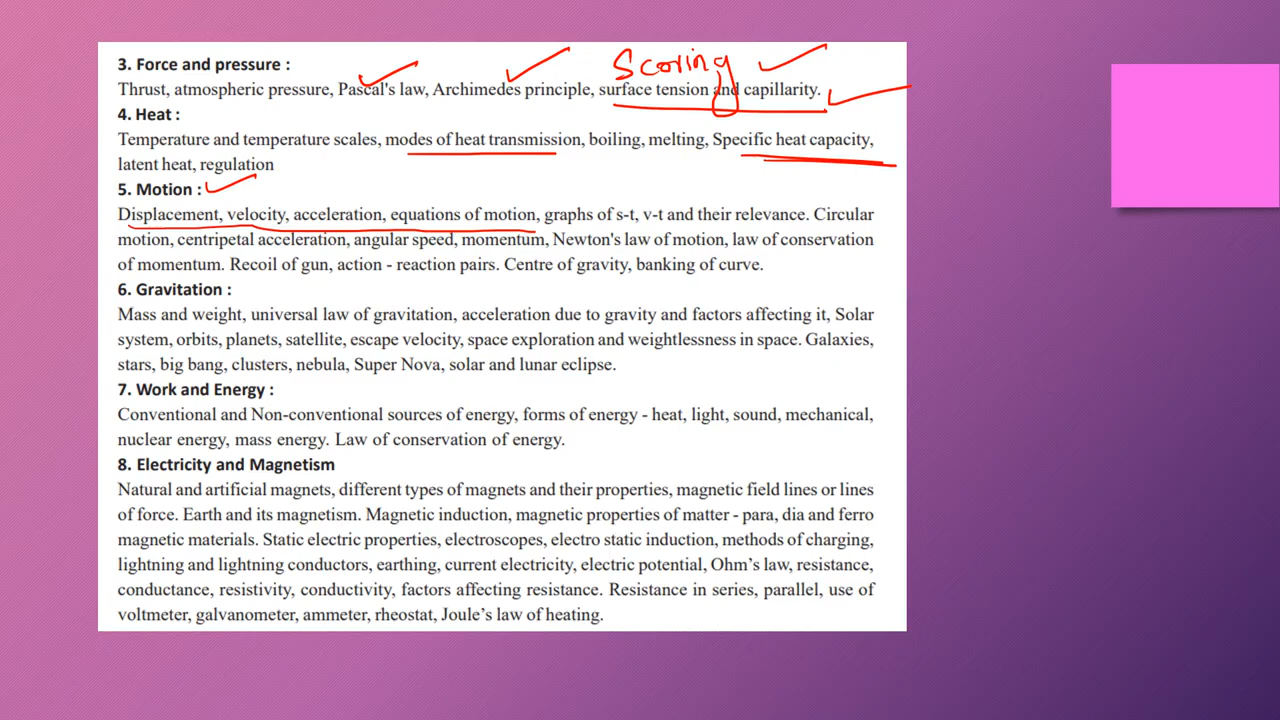 3. Force and pressure :
Scoring
Thrust, atmospheric pressure, Pascal's law, Archimedes principle, surface tension and capillarity.
4. Heat :
Temperature and temperature scales, modes of heat transmission, boiling, melting, Specific heat capacity,
latent heat, regulation
5. Motion :
Displacement, velocity, acceleration, equations of motion, graphs of s-t, v-t and their relevance. Circular
motion, centripetal acceleration, angular speed, momentum, Newton's law of motion, law of conservation
of momentum. Recoil of gun, action - reaction pairs. Centre of gravity, banking of curve.
6. Gravitation :
Mass and weight, universal law of gravitation, acceleration due to gravity and factors affecting it, Solar
system, orbits, planets, satellite, escape velocity, space exploration and weightlessness in space. Galaxies,
stars, big bang, clusters, nebula, Super Nova, solar and lunar eclipse.
7. Work and Energy :
Conventional and Non-conventional sources of energy, forms of energy - heat, light, sound, mechanical,
nuclear energy, mass energy. Law of conservation of energy.
8. Electricity and Magnetism
Natural and artificial magnets, different types of magnets and their properties, magnetic field lines or lines
of force. Earth and its magnetism. Magnetic induction, magnetic properties of matter - para, dia and ferro
magnetic materials. Static electric properties, electroscopes, electro static induction, methods of charging,
lightning and lightning conductors, earthing, current electricity, electric potential, Ohm’s law, resistance,
conductance, resistivity, conductivity, factors affecting resistance. Resistance in series, parallel, use of
voltmeter, galvanometer, ammeter, rheostat, Joule’s law of heating.